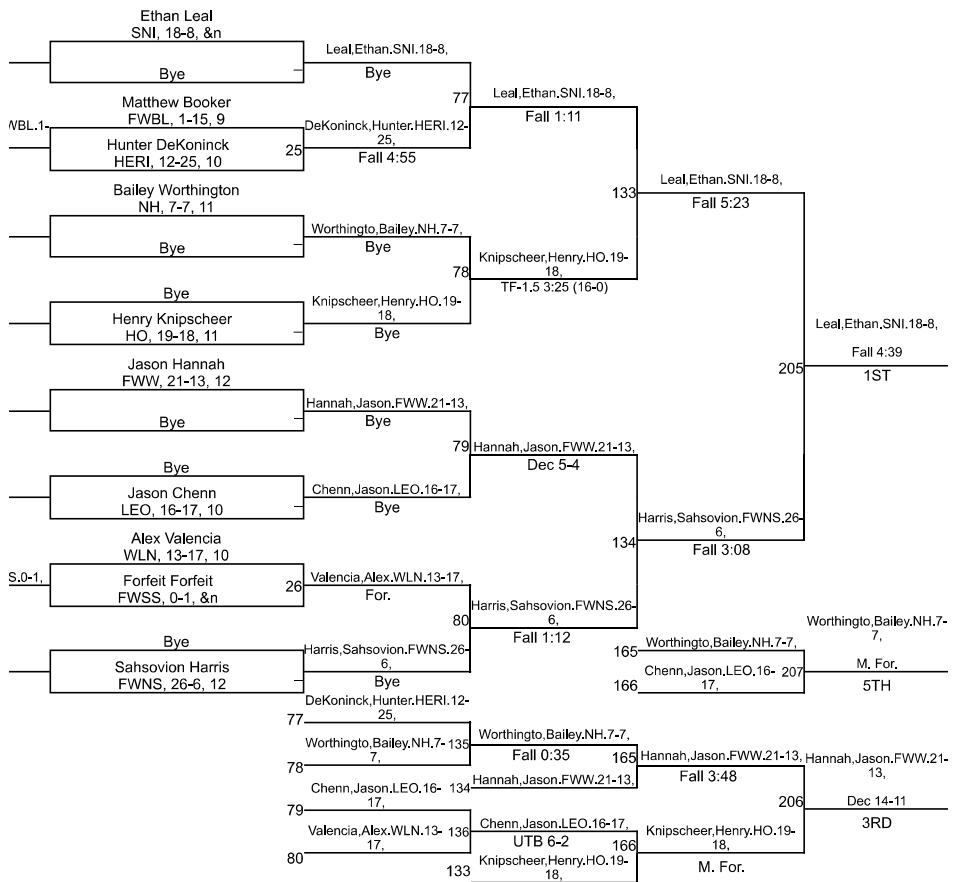 Ethan Leal
SNI, 18-8, &n
Bye
Leal,Ethan.SNI.18-8,
Bye
77
Leal,Ethan.SNI.18-8,
Fall 1:11
Matthew Booker
FWBL, 1-15, 9
Hunter DeKoninck
HERI, 12-25, 10
25
DeKoninck,Hunter.HERI.12-
25,
Fall 4:55
133
Leal,Ethan.SNI.18-8,
Fall 5:23
Bailey Worthington
NH, 7-7, 11
Bye
Worthingto,Bailey.NH.7-7,
Bye
78
Knipscheer,Henry.HO.19-
18,
TF-1.5 3:25 (16-0)
Bye
Henry Knipscheer
HO, 19-18, 11
Knipscheer,Henry.HO.19-
18,
Bye
205
Leal,Ethan.SNI.18-8,
Fall 4:39
1ST
Jason Hannah
FWW, 21-13, 12
Bye
Hannah,Jason.FWW.21-13,
Bye
79
Hannah,Jason.FWW.21-13,
Dec 5-4
Bye
Jason Chenn
LEO, 16-17, 10
Chenn,Jason.LEO.16-17,
Bye
134
Harris,Sahsovion.FWNS.26-
6,
Fall 3:08
Alex Valencia
WLN, 13-17, 10
S.0-1,
Forfeit Forfeit
FWSS, 0-1, &n
26
Valencia,Alex.WLN.13-17,
For.
80
Harris,Sahsovion.FWNS.26-
6,
Fall 1:12
Bye
Sahsovion Harris
FWNS, 26-6, 12
Harris,Sahsovion.FWNS.26-
6,
Bye
165
Worthingto,Bailey.NH.7-7,
166
Chenn,Jason.LEO.16-
17,
207
Worthingto,Bailey.NH.7-
7,
M. For.
5TH
77
DeKoninck,Hunter.HERI.12-
25,
78
Worthingto,Bailey.NH.7-
7,
135
Worthingto,Bailey.NH.7-7,
Fall 0:35
134
Hannah,Jason.FWW.21-13,
165
Hannah,Jason.FWW.21-13,
Fall 3:48
79
Chenn,Jason.LEO.16-
17,
80
Valencia,Alex.WLN.13-
17,
136
Chenn,Jason.LEO.16-17,
UTB 6-2
133
Knipscheer,Henry.HO.19-
18,
166
Knipscheer,Henry.HO.19-
18,
M. For.
206
Hannah,Jason.FWW.21-
13,
Dec 14-11
3RD